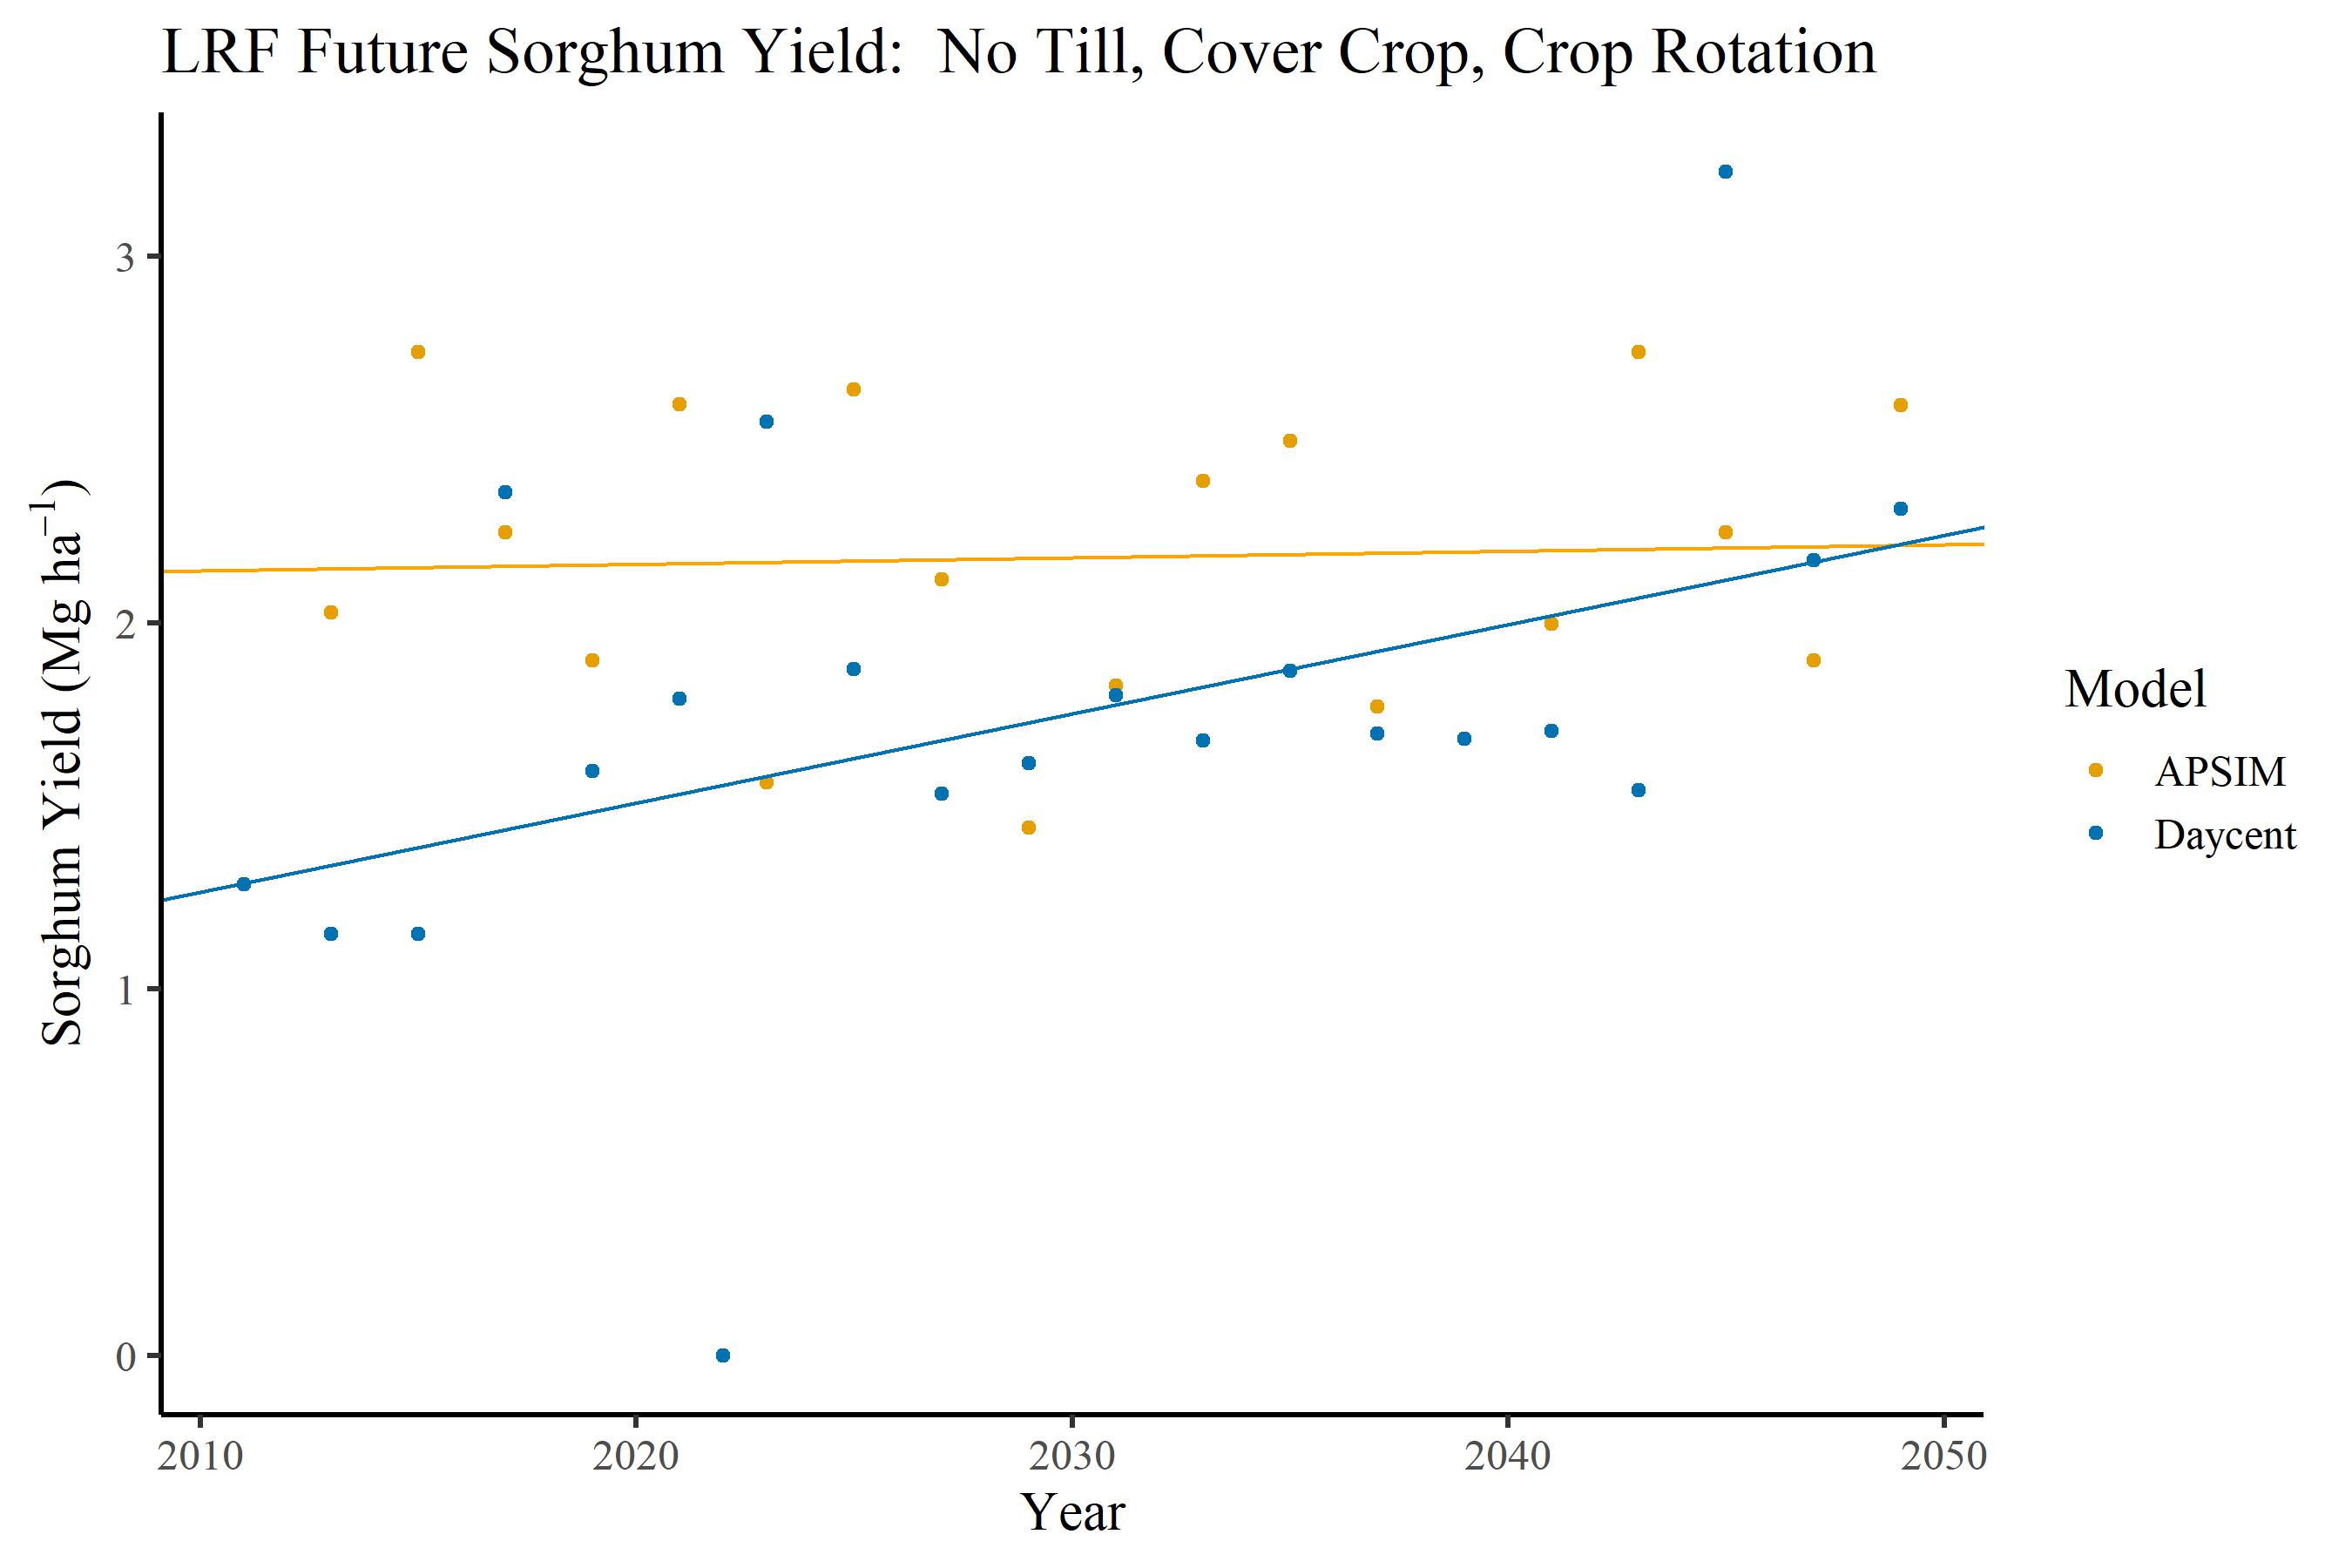 LRF Future Sorghum Yield:  No Till, Cover Crop, Crop Rotation
Sorghum Yield (Mg ha⁻¹)
3
2
1
0
2010 2020 2030 2040 2050
Year
Model
APSIM
Daycent